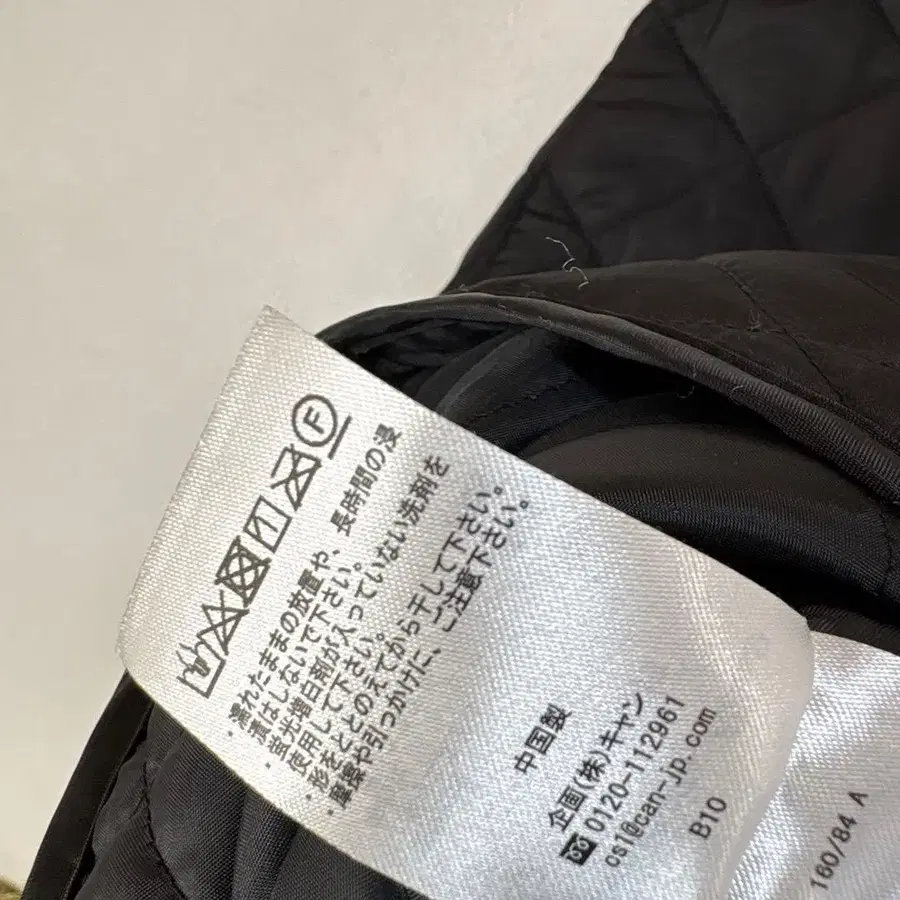 F
・濡れたままの放置や、長時間の浸
漬はしないで下さい。
・蛍光増白剤が入っていない洗剤を
使用して下さい。
・形をととのえてから干して下さい。
・摩擦や引っかけに、ご注意下さい。
中国製
企画(株)キャン
0120-112961
cs1@can-jp.com
B10
160/84 A